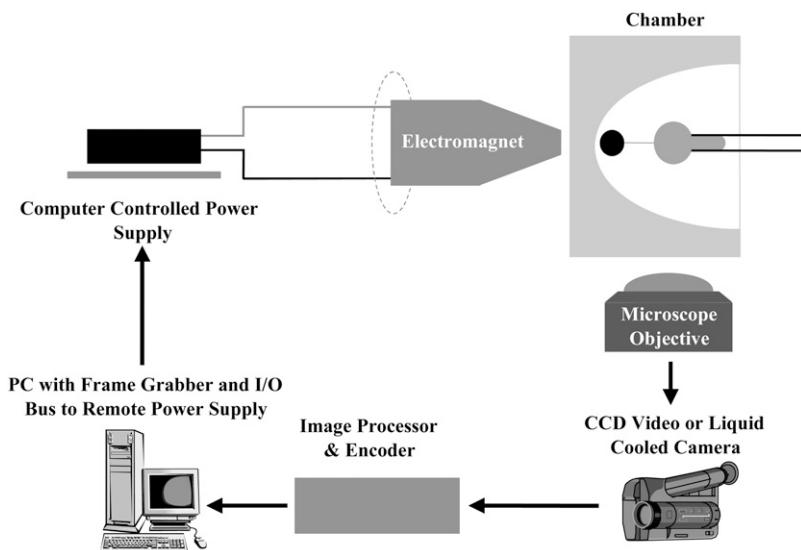 Chamber
Electromagnet
Computer Controlled Power
Supply
Microscope
Objective
PC with Frame Grabber and I/O
Bus to Remote Power Supply
Image Processor
& Encoder
CCD Video or Liquid
Cooled Camera